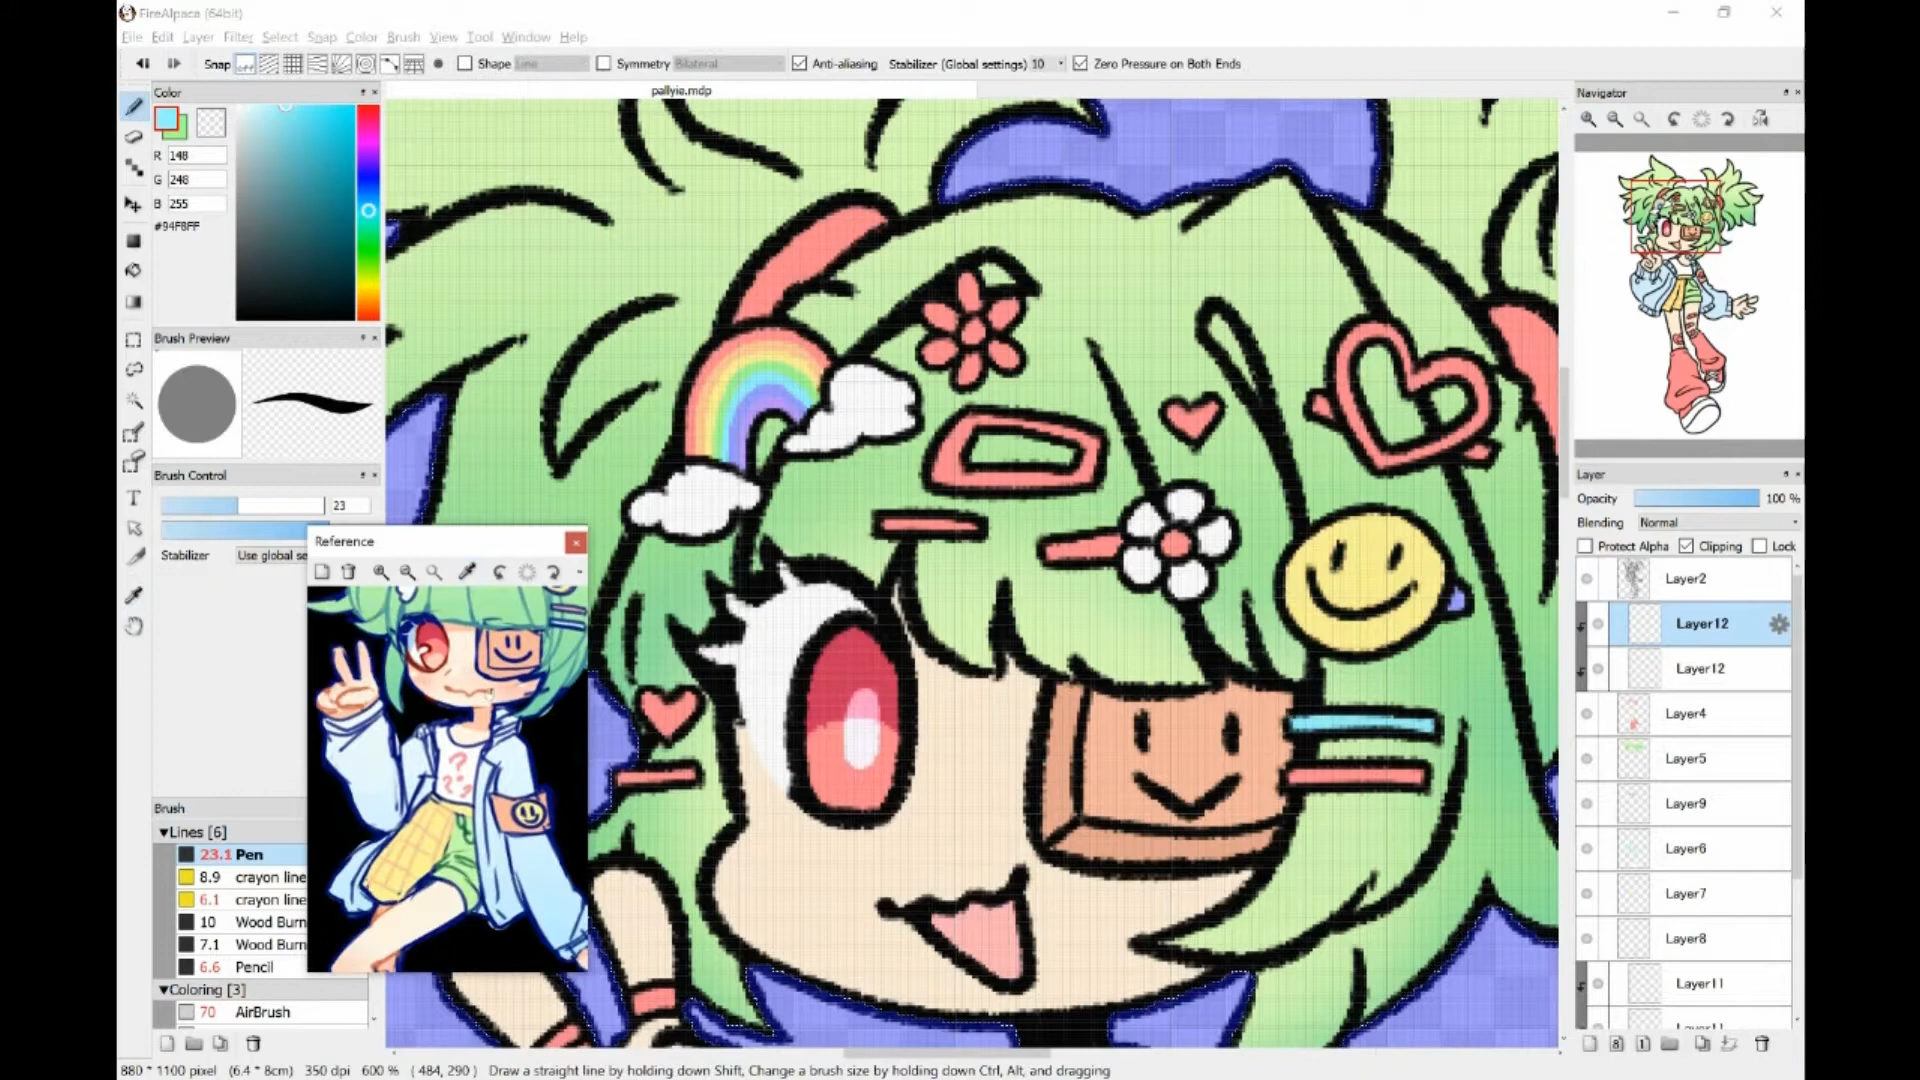 FireAlpaca (64bit)
File Edit Layer Filter Select Snap Color Brush View Tool Window Help
Snap off Shape Line Symmetry Bilateral Anti-aliasing Stabilizer (Global settings) 10 Zero Pressure on Both Ends
Color
pallyie.mdp
Navigator
R 148
G 248
B 255
#94F8FF
Brush Preview
Brush Control
23
Stabilizer Use global se
Reference
Brush
Lines [6]
23.1 Pen
8.9 crayon line
6.1 crayon line
10 Wood Burn
7.1 Wood Burn
6.6 Pencil
Coloring [3]
70 AirBrush
Layer
Opacity 100 %
Blending Normal
Protect Alpha Clipping Lock
Layer2
Layer12
Layer12
Layer4
Layer5
Layer9
Layer6
Layer7
Layer8
Layer11
Layer11
880 * 1100 pixel (6.4 * 8cm) 350 dpi 600 % ( 484, 290 ) Draw a straight line by holding down Shift, Change a brush size by holding down Ctrl, Alt, and dragging